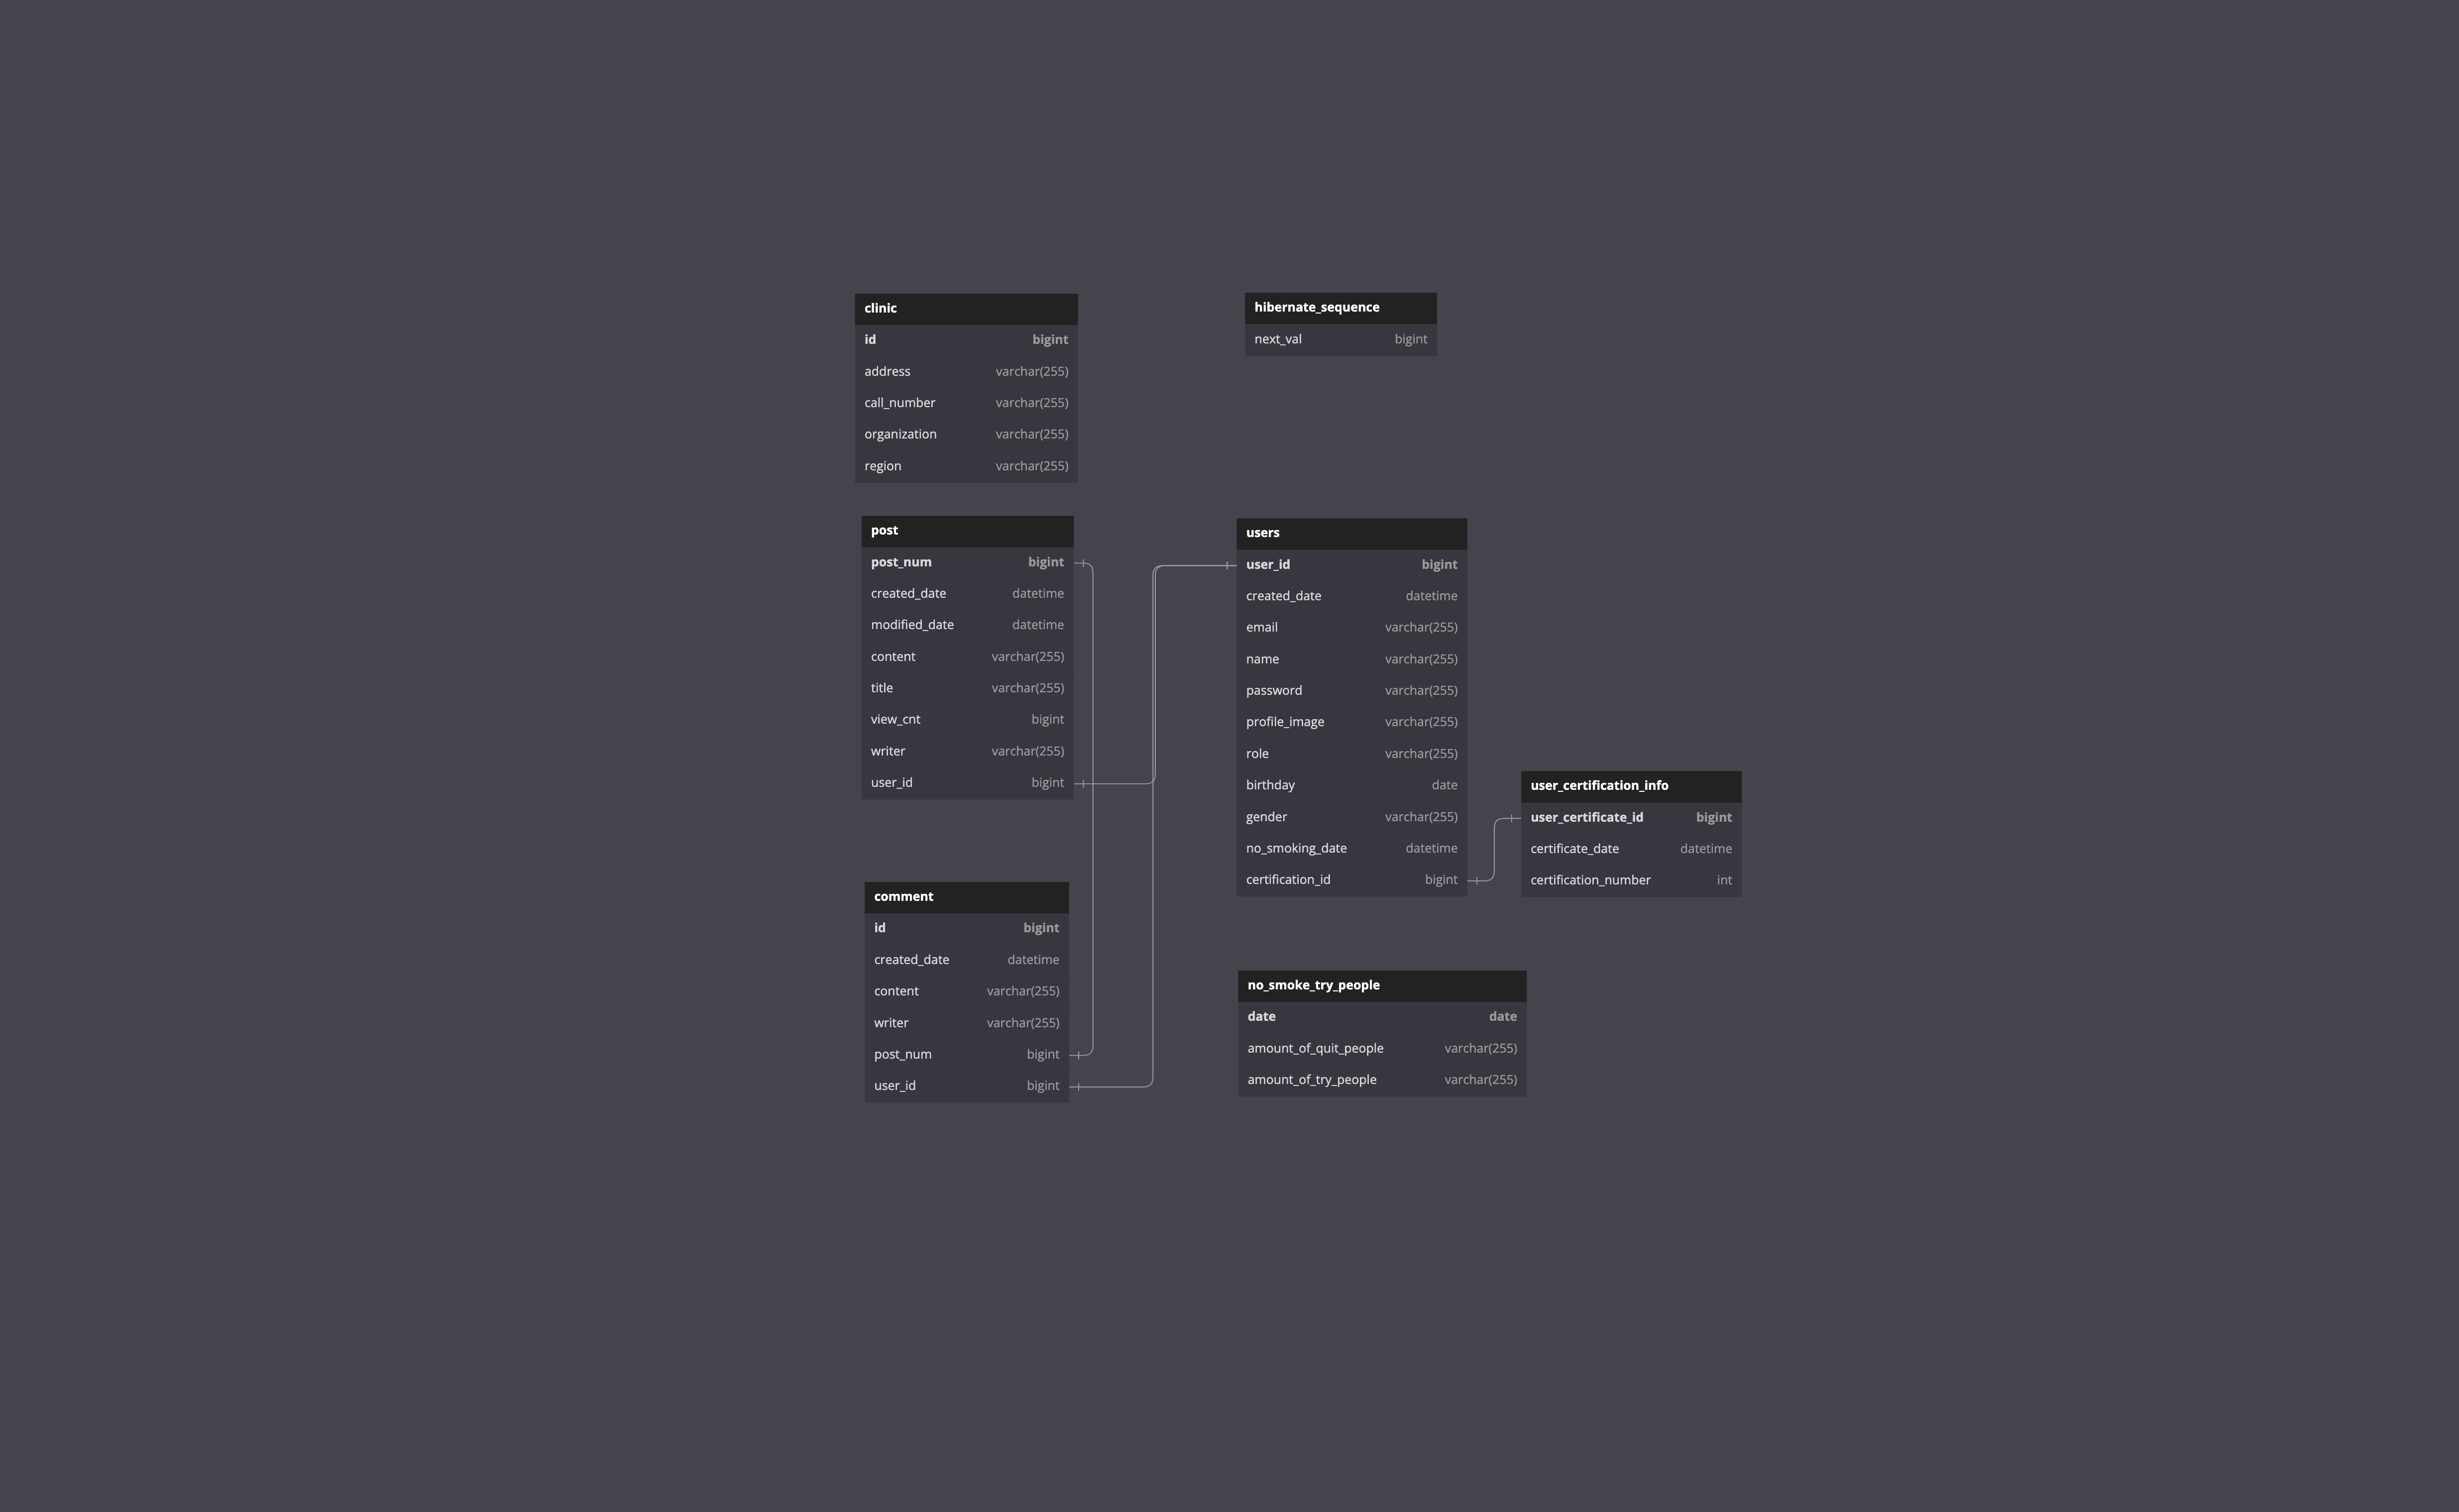 clinic
id bigint
address varchar(255)
call_number varchar(255)
organization varchar(255)
region varchar(255)
hibernate_sequence
next_val bigint
post
post_num bigint
created_date datetime
modified_date datetime
content varchar(255)
title varchar(255)
view_cnt bigint
writer varchar(255)
user_id bigint
users
user_id bigint
created_date datetime
email varchar(255)
name varchar(255)
password varchar(255)
profile_image varchar(255)
role varchar(255)
birthday date
gender varchar(255)
no_smoking_date datetime
certification_id bigint
user_certification_info
user_certificate_id bigint
certificate_date datetime
certification_number int
comment
id bigint
created_date datetime
content varchar(255)
writer varchar(255)
post_num bigint
user_id bigint
no_smoke_try_people
date date
amount_of_quit_people varchar(255)
amount_of_try_people varchar(255)